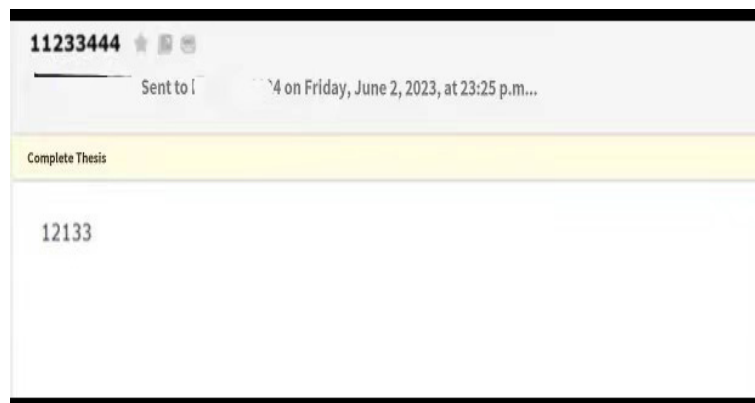 11233444
Sent to 4 on Friday, June 2, 2023, at 23:25 p.m...
Complete Thesis
12133